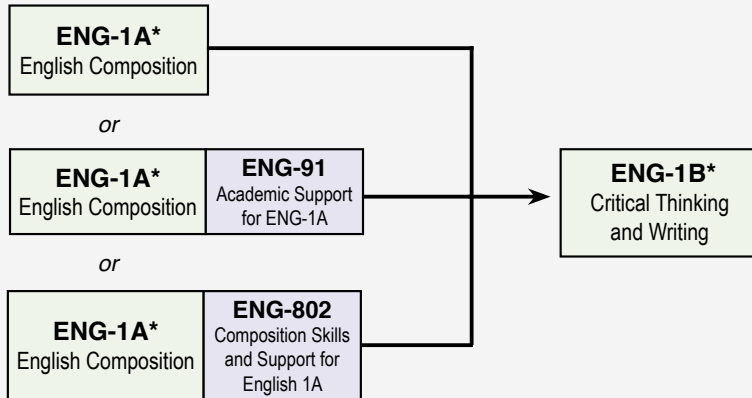 ENG-1A*
English Composition
or
ENG-1A*
English Composition
ENG-91
Academic Support
for ENG-1A
or
ENG-1A*
English Composition
ENG-802
Composition Skills
and Support for
English 1A
ENG-1B*
Critical Thinking
and Writing